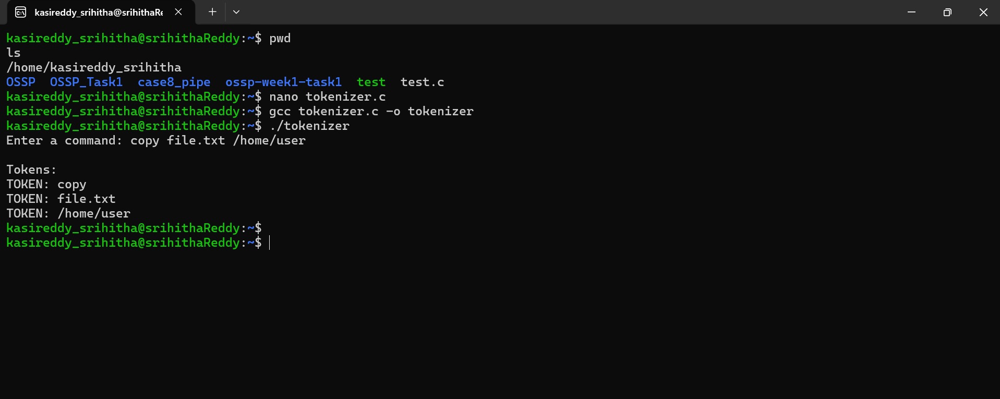 kasireddy_srihitha@srihithaRe
kasireddy_srihitha@srihithaReddy:~$ pwd
ls
/home/kasireddy_srihitha
OSSP  OSSP_Task1  case8_pipe  ossp-week1-task1  test  test.c
kasireddy_srihitha@srihithaReddy:~$ nano tokenizer.c
kasireddy_srihitha@srihithaReddy:~$ gcc tokenizer.c -o tokenizer
kasireddy_srihitha@srihithaReddy:~$ ./tokenizer
Enter a command: copy file.txt /home/user
Tokens:
TOKEN: copy
TOKEN: file.txt
TOKEN: /home/user
kasireddy_srihitha@srihithaReddy:~$
kasireddy_srihitha@srihithaReddy:~$